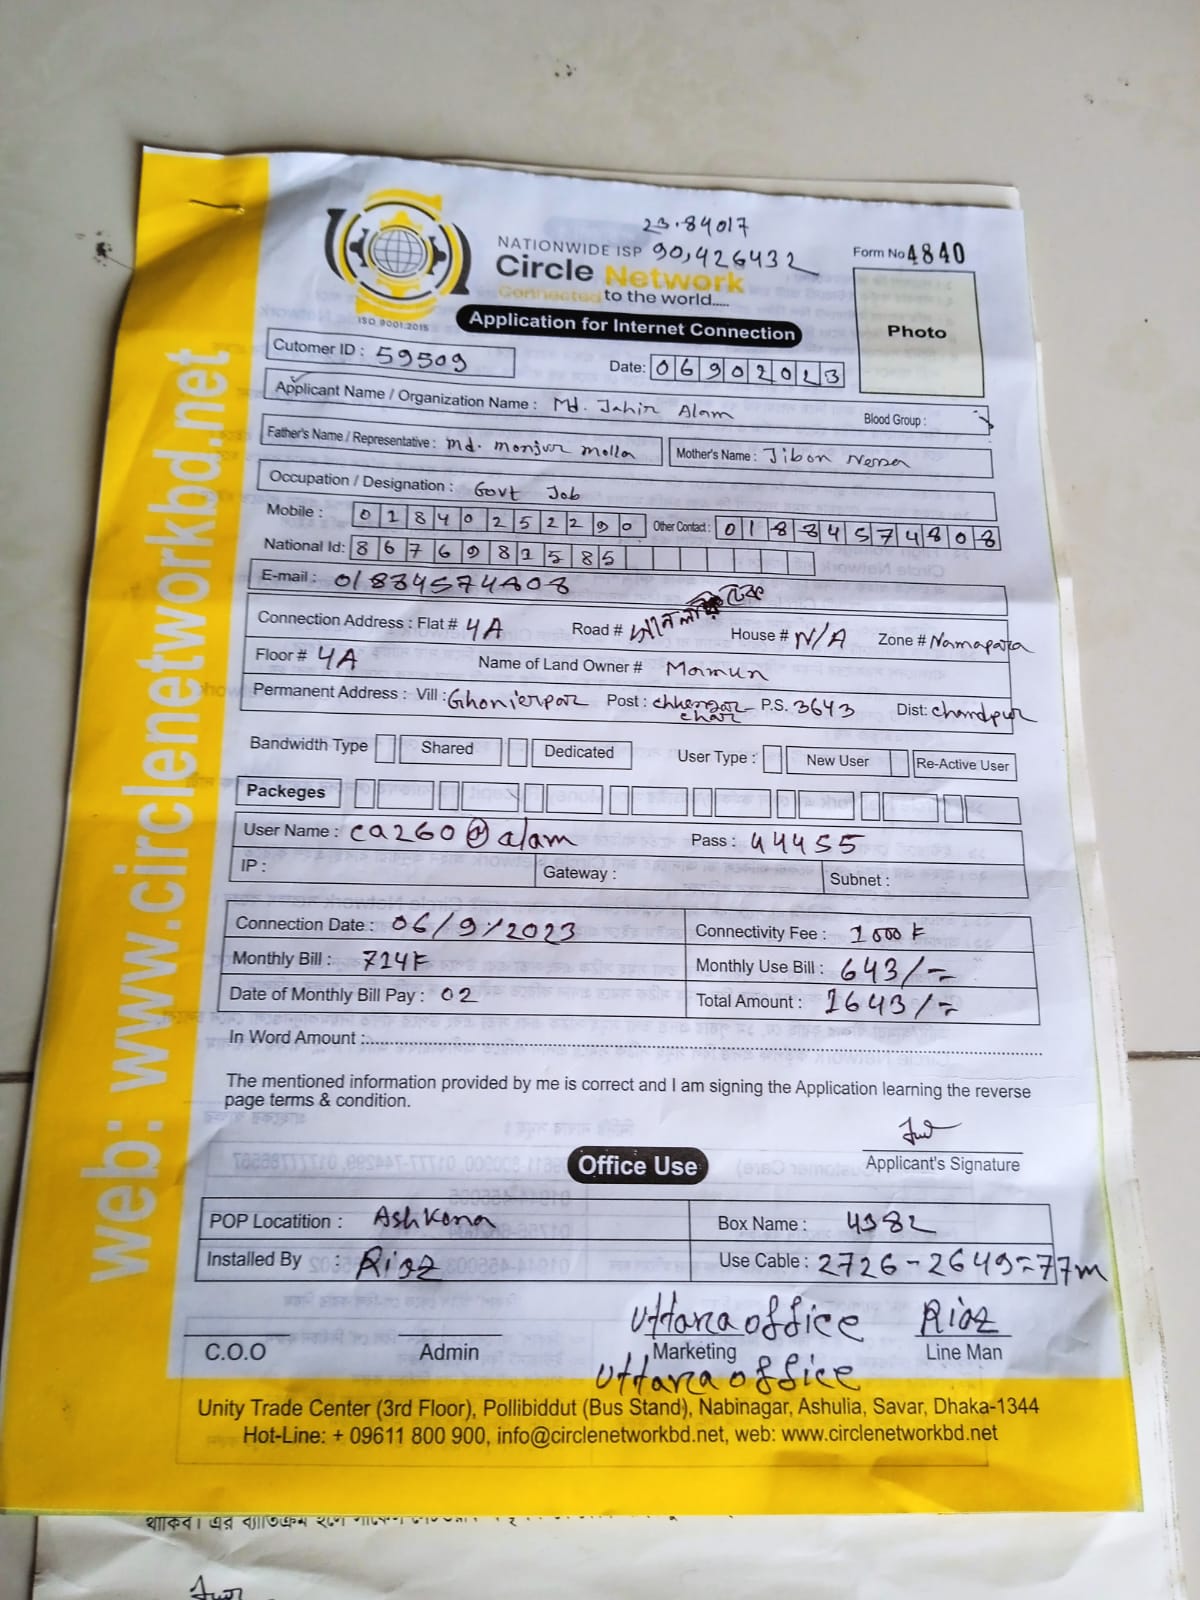 23.84017
NATIONWIDE ISP 90,426432
Form No 4840
Circle Network
Connected to the world.....
ISO 9001:2015
Application for Internet Connection
Photo
Cutomer ID : 59509
Date: 06902023
Applicant Name / Organization Name : Md. Jahir Alam
Blood Group :
Father's Name / Representative : Md. Monjur Molla Mother's Name : Jibon Nessa
Occupation / Designation : Govt Job
Mobile : 01840252290 Other Contact : 01834574808
National Id: 8676981585
E-mail : 01834574808
Connection Address : Flat # 4A Road # House # N/A Zone # Namapara
Floor # 4A Name of Land Owner # Mamun
Permanent Address : Vill : Ghonierpar Post : chhengar char P.S. 3643 Dist: chandpur
Bandwidth Type Shared Dedicated User Type : New User Re-Active User
Packeges
User Name : ca260@alam Pass : 44455
IP : Gateway : Subnet :
Connection Date : 06/9/2023 Connectivity Fee : 1000 ৳
Monthly Bill : 714৳ Monthly Use Bill : 643/-
Date of Monthly Bill Pay : 02 Total Amount : 1643/-
In Word Amount :
The mentioned information provided by me is correct and I am signing the Application learning the reverse
page terms & condition.
Applicant's Signature
Office Use
POP Locatition : Ashkona Box Name : 4382
Installed By : Riaz Use Cable : 2726-2649=77m
Uttara office Riaz
C.O.O Admin Marketing Line Man
Uttara office
Unity Trade Center (3rd Floor), Pollibiddut (Bus Stand), Nabinagar, Ashulia, Savar, Dhaka-1344
Hot-Line: + 09611 800 900, info@circlenetworkbd.net, web: www.circlenetworkbd.net
web: www.circlenetworkbd.net